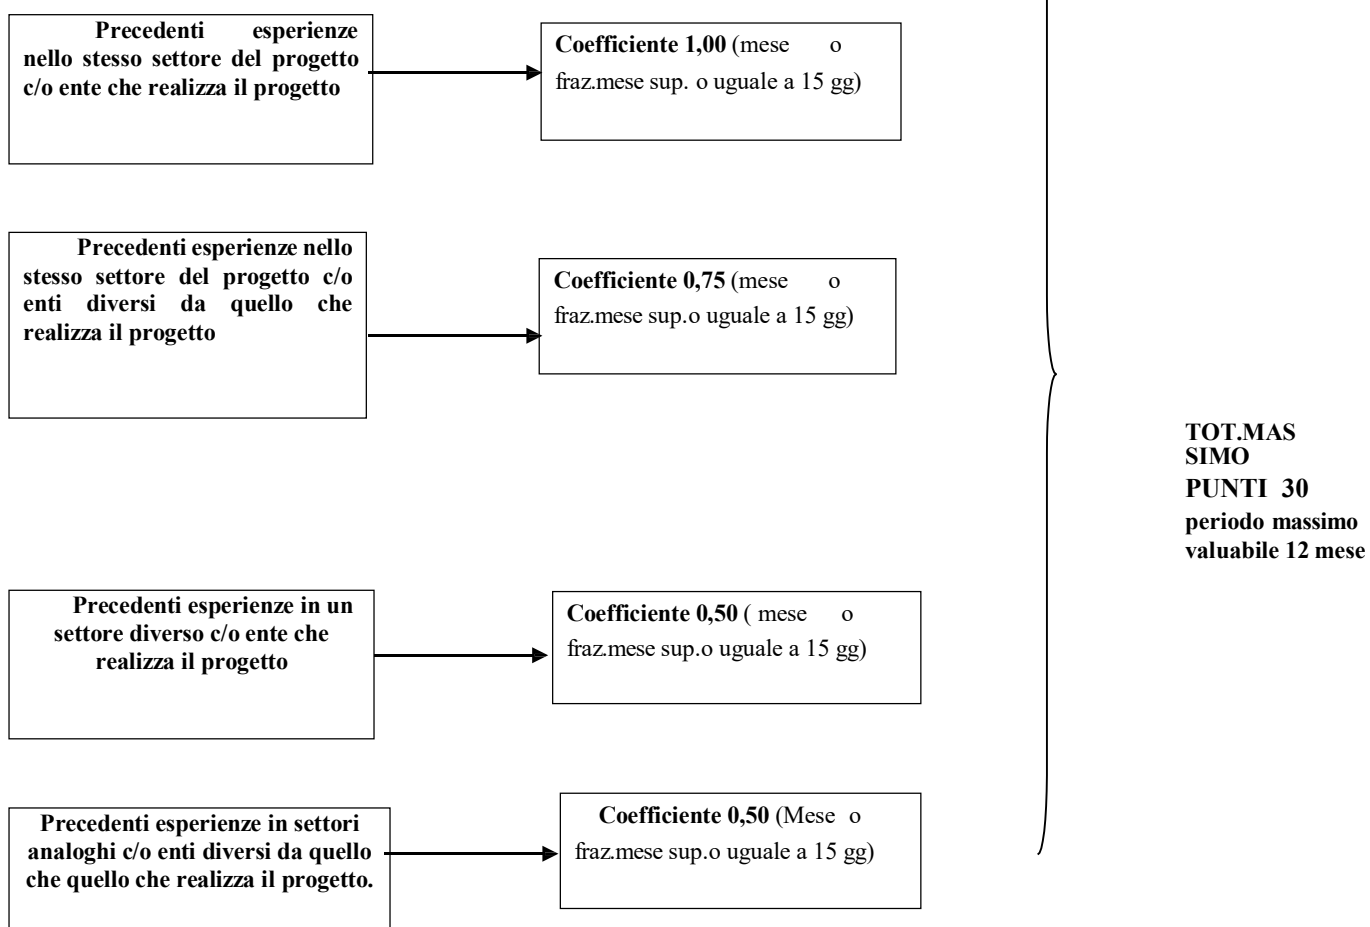 Precedenti esperienze
nello stesso settore del progetto
c/o ente che realizza il progetto
Coefficiente 1,00 (mese o
fraz.mese sup. o uguale a 15 gg)
Precedenti esperienze nello
stesso settore del progetto c/o
enti diversi da quello che
realizza il progetto
Coefficiente 0,75 (mese o
fraz.mese sup.o uguale a 15 gg)
TOT.MAS
SIMO
PUNTI 30
periodo massimo
valuabile 12 mese
Precedenti esperienze in un
settore diverso c/o ente che
realizza il progetto
Coefficiente 0,50 ( mese o
fraz.mese sup.o uguale a 15 gg)
Precedenti esperienze in settori
analoghi c/o enti diversi da quello
che quello che realizza il progetto.
Coefficiente 0,50 (Mese o
fraz.mese sup.o uguale a 15 gg)